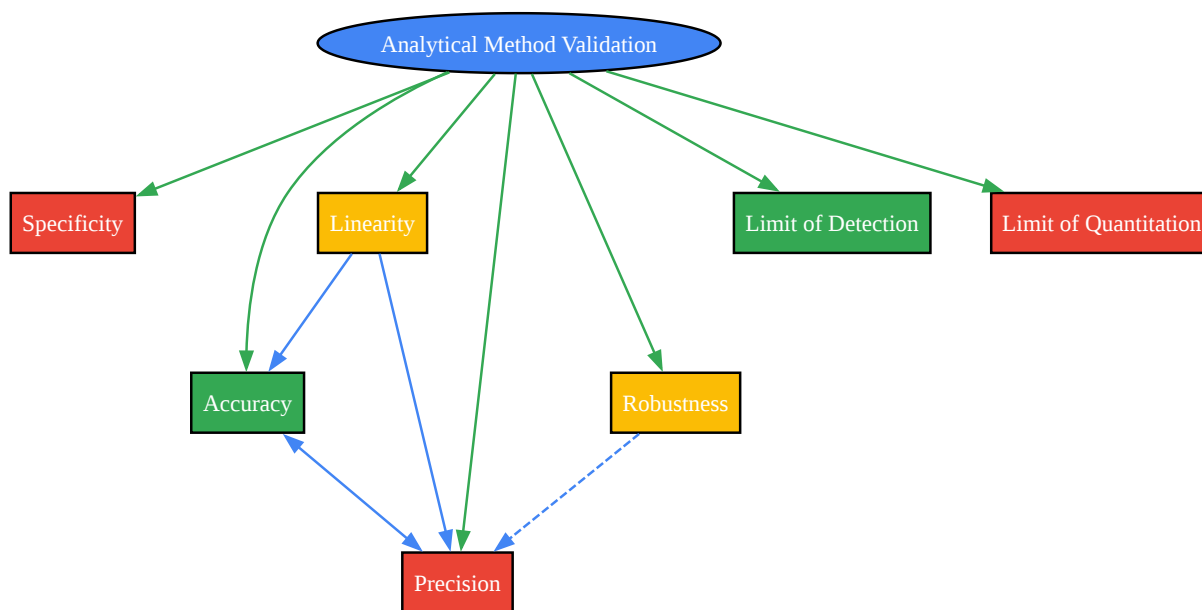 Analytical Method Validation
Specificity
Linearity
Limit of Detection
Limit of Quantitation
Accuracy
Robustness
Precision